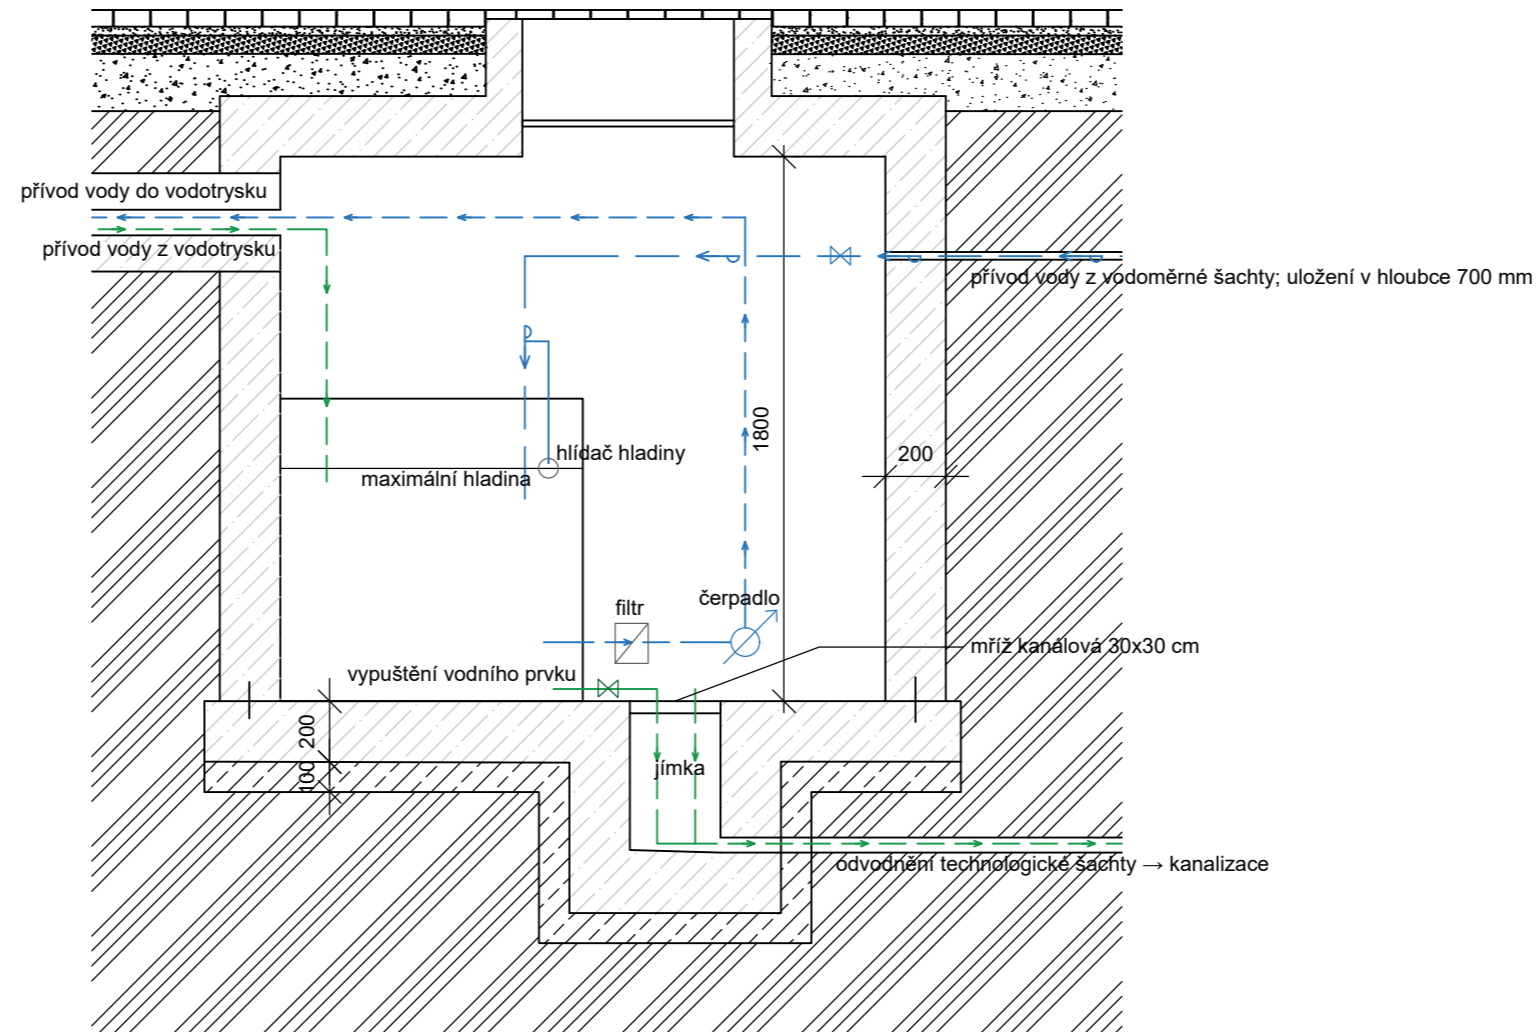 přívod vody do vodotrysku
přívod vody z vodotrysku
přívod vody z vodoměrné šachty; uložení v hloubce 700 mm
1800
200
hlídač hladiny
maximální hladina
filtr
čerpadlo
mříž kanálová 30x30 cm
vypuštění vodního prvku
200
100
jímka
odvodnění technologické šachty → kanalizace